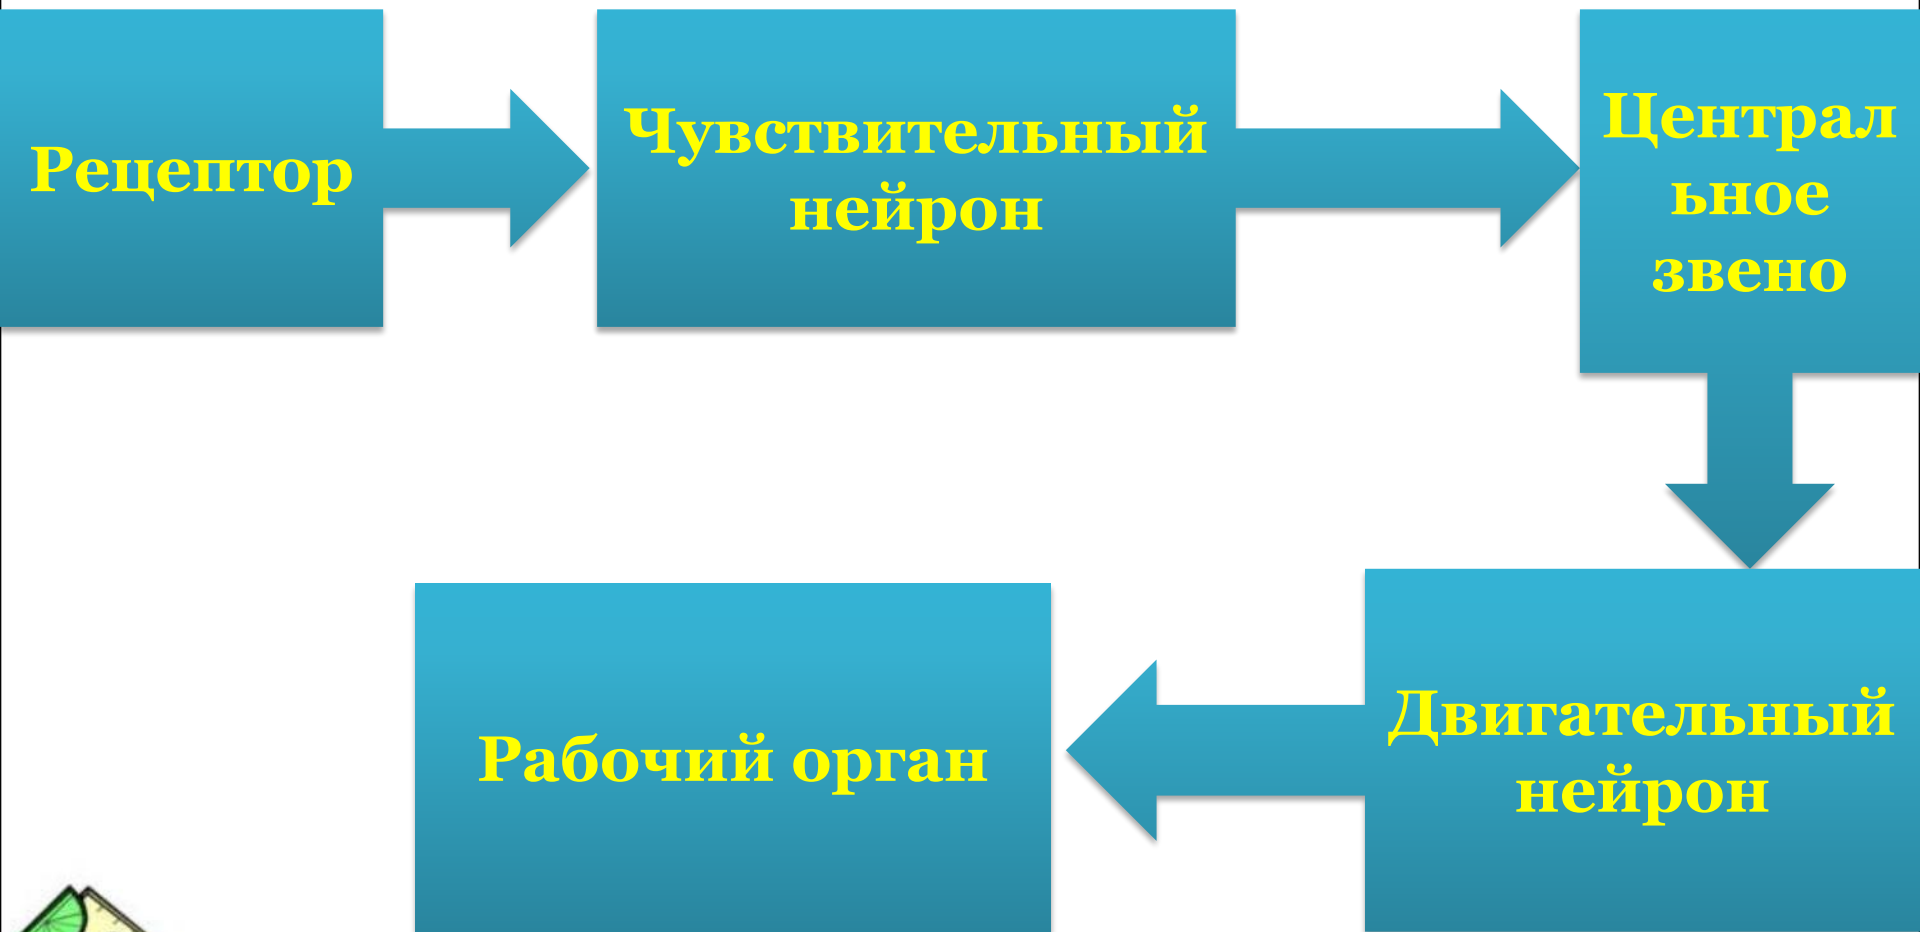 Рецептор
Чувствительный
нейрон
Централ
ьное
звено
Двигательный
нейрон
Рабочий орган